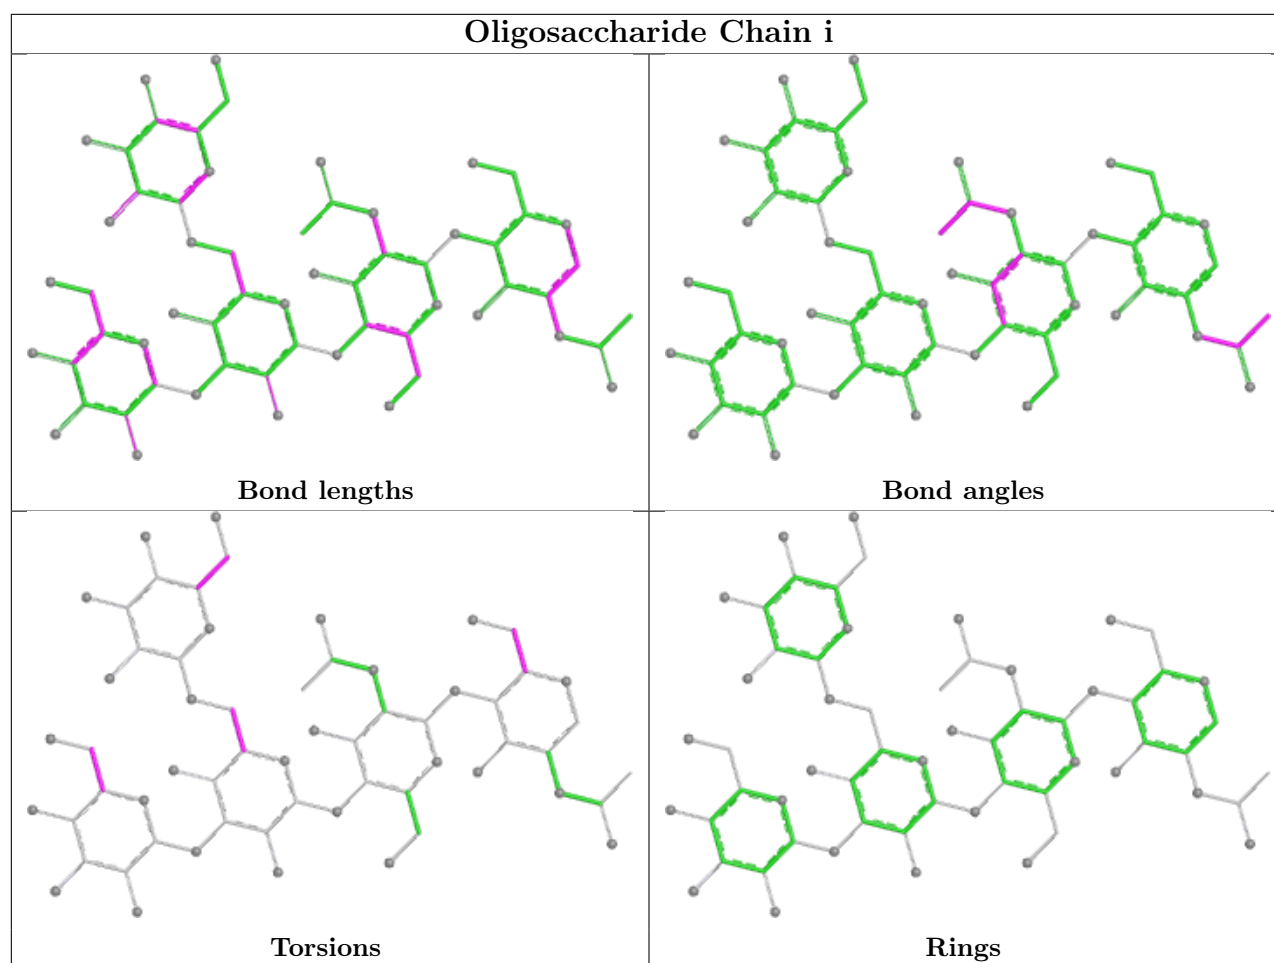 Oligosaccharide Chain i
Bond lengths
Bond angles
Torsions
Rings